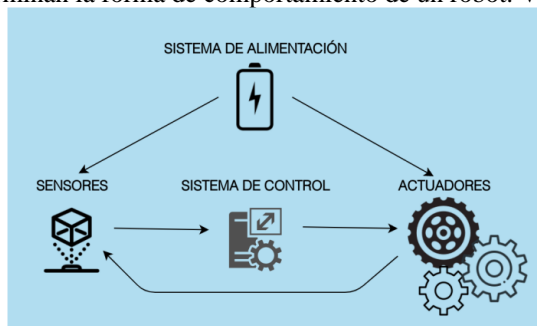 la forma de comportamiento de un robot.
SISTEMA DE ALIMENTACIÓN
SENSORES
SISTEMA DE CONTROL
ACTUADORES